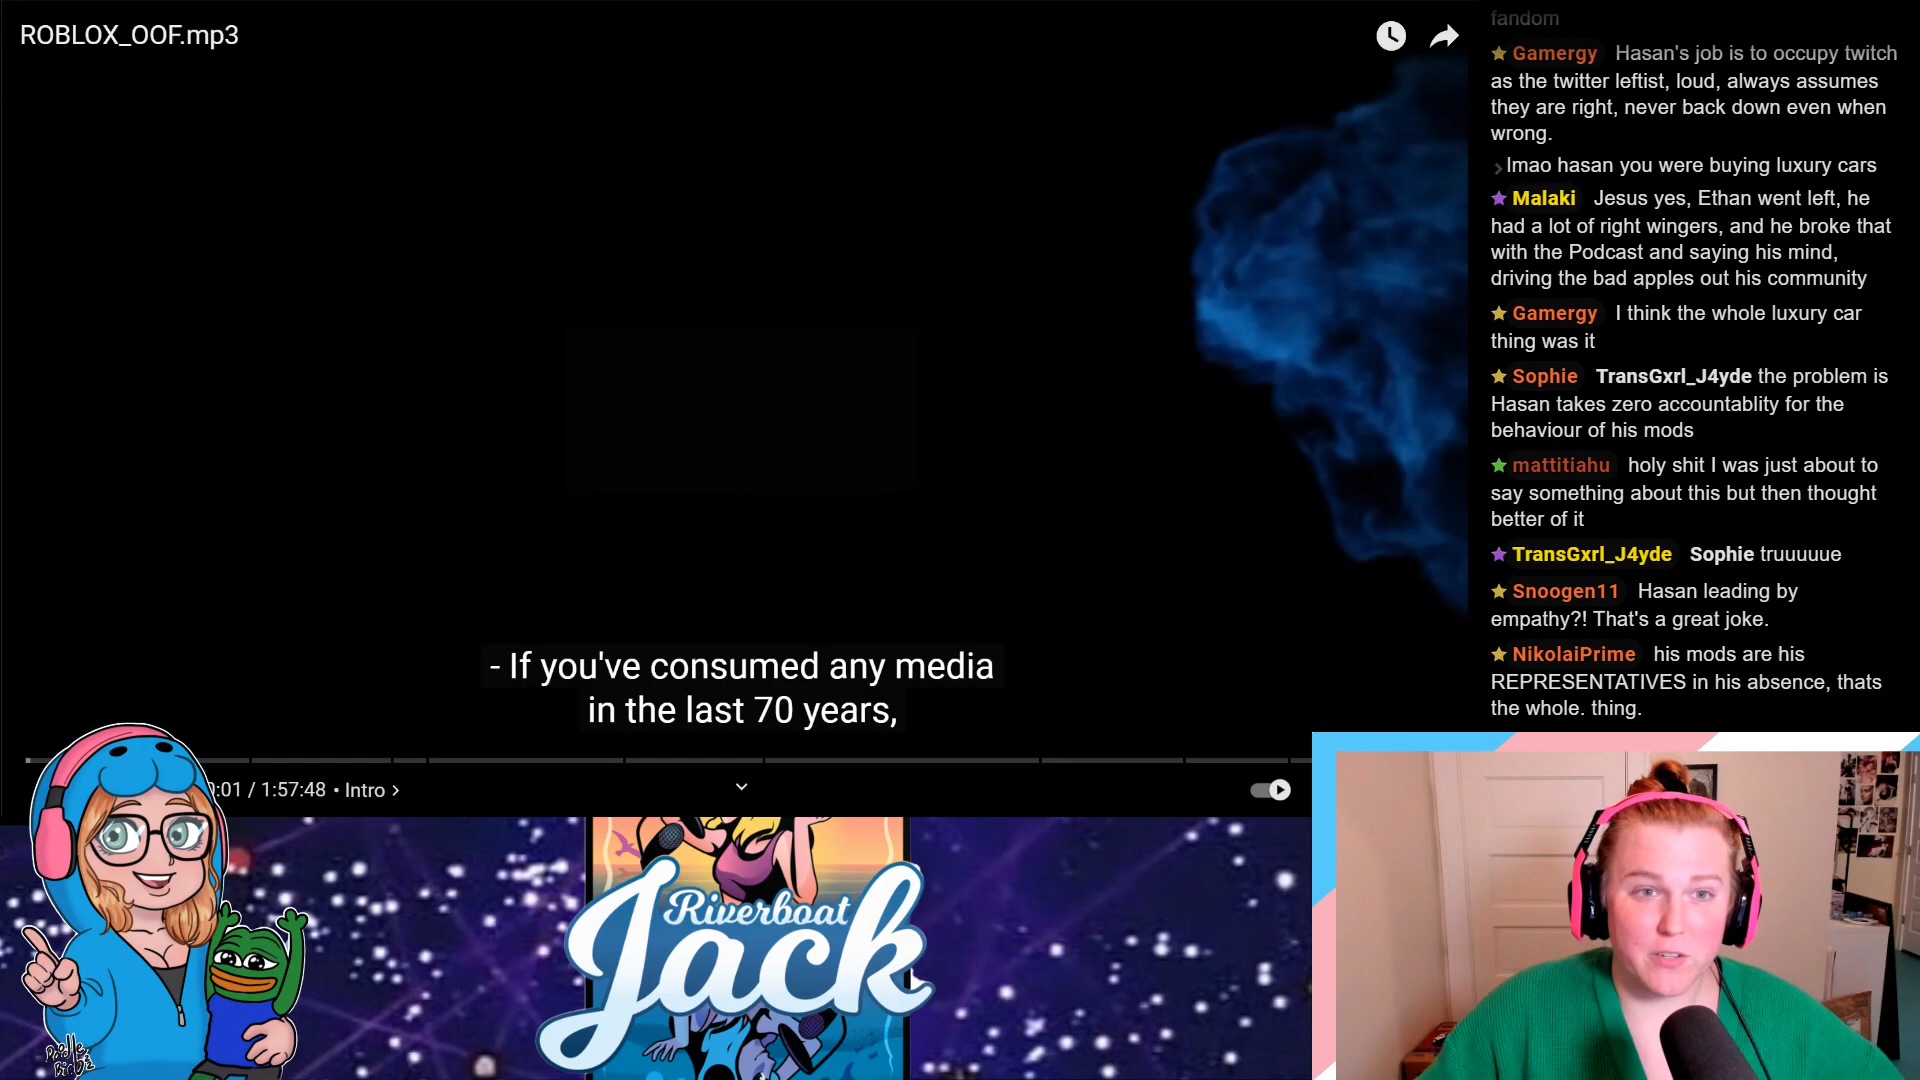 ROBLOX_OOF.mp3
- If you've consumed any media
in the last 70 years,
0:01 / 1:57:48 • Intro ›
Riverboat
Jack
fandom
Gamergy Hasan's job is to occupy twitch
as the twitter leftist, loud, always assumes
they are right, never back down even when
wrong.
lmao hasan you were buying luxury cars
Malaki Jesus yes, Ethan went left, he
had a lot of right wingers, and he broke that
with the Podcast and saying his mind,
driving the bad apples out his community
Gamergy I think the whole luxury car
thing was it
Sophie TransGxrl_J4yde the problem is
Hasan takes zero accountablity for the
behaviour of his mods
mattitiahu holy shit I was just about to
say something about this but then thought
better of it
TransGxrl_J4yde Sophie truuuuue
Snoogen11 Hasan leading by
empathy?! That's a great joke.
NikolaiPrime his mods are his
REPRESENTATIVES in his absence, thats
the whole. thing.